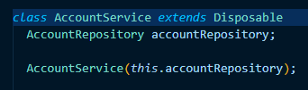 class AccountService extends Disposable
AccountRepository accountRepository;
AccountService(this.accountRepository);